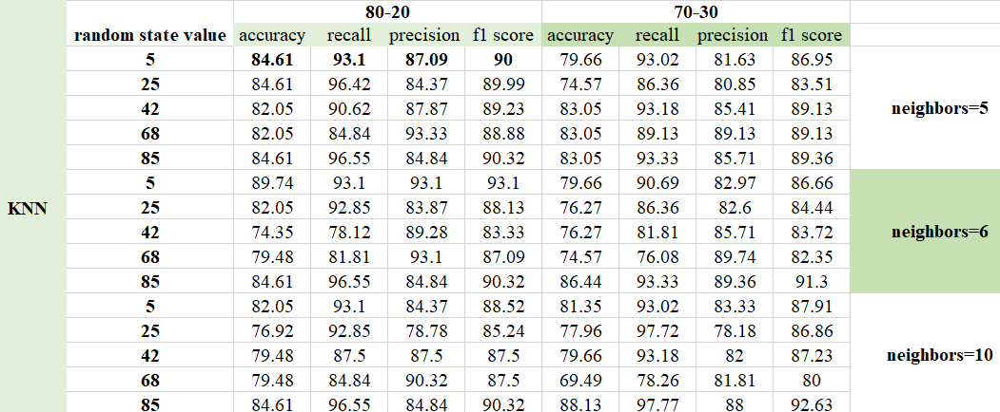 80-20 70-30
random state value accuracy recall precision f1 score accuracy recall precision f1 score
5 84.61 93.1 87.09 90 79.66 93.02 81.63 86.95
25 84.61 96.42 84.37 89.99 74.57 86.36 80.85 83.51
42 82.05 90.62 87.87 89.23 83.05 93.18 85.41 89.13 neighbors=5
68 82.05 84.84 93.33 88.88 83.05 89.13 89.13 89.13
85 84.61 96.55 84.84 90.32 83.05 93.33 85.71 89.36
5 89.74 93.1 93.1 93.1 79.66 90.69 82.97 86.66
KNN 25 82.05 92.85 83.87 88.13 76.27 86.36 82.6 84.44
42 74.35 78.12 89.28 83.33 76.27 81.81 85.71 83.72 neighbors=6
68 79.48 81.81 93.1 87.09 74.57 76.08 89.74 82.35
85 84.61 96.55 84.84 90.32 86.44 93.33 89.36 91.3
5 82.05 93.1 84.37 88.52 81.35 93.02 83.33 87.91
25 76.92 92.85 78.78 85.24 77.96 97.72 78.18 86.86
42 79.48 87.5 87.5 87.5 79.66 93.18 82 87.23 neighbors=10
68 79.48 84.84 90.32 87.5 69.49 78.26 81.81 80
85 84.61 96.55 84.84 90.32 88.13 97.77 88 92.63